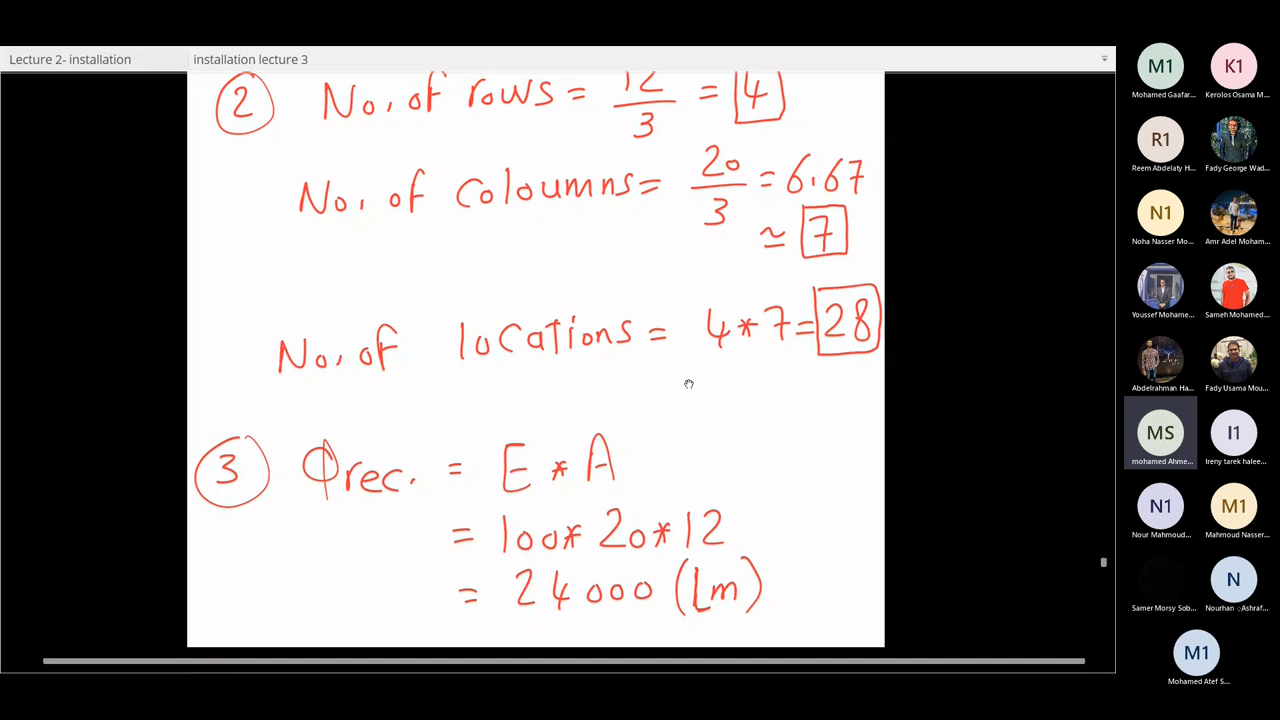 Lecture 2- installation
installation lecture 3
② No. of rows = 12/3 = 4
No. of coloumns = 20/3 = 6.67
≃ 7
No. of locations = 4*7 = 28
③ Φrec. = E * A
= 100* 20* 12
= 24000 (Lm)
M1
Mohamed Gaafar...
K1
Kerolos Osama M...
R1
Reem Abdelaty H...
Fady George Wad...
N1
Noha Nasser Mo...
Amr Adel Moham...
Youssef Mohame...
Sameh Mohamed...
Abdelrahman Ha...
Fady Usama Mou...
MS
mohamed Ahme...
I1
Ireny tarek halee...
N1
Nour Mahmoud...
M1
Mahmoud Nasser...
Samer Morsy Sob...
N
Nourhan ♀Ashraf...
M1
Mohamed Atef S...